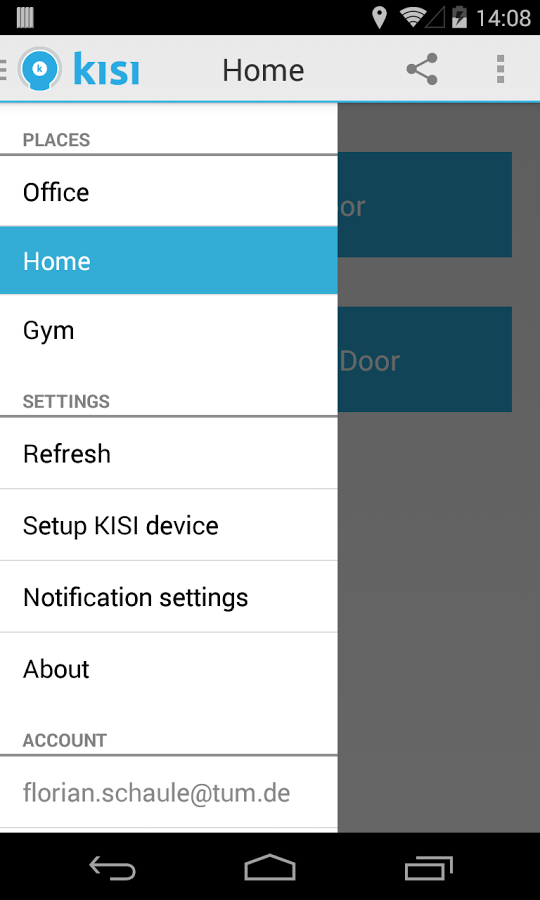 14:08
kısı
Home
PLACES
Office
Home
Gym
SETTINGS
Refresh
Setup KISI device
Notification settings
About
ACCOUNT
florian.schaule@tum.de
or
Door